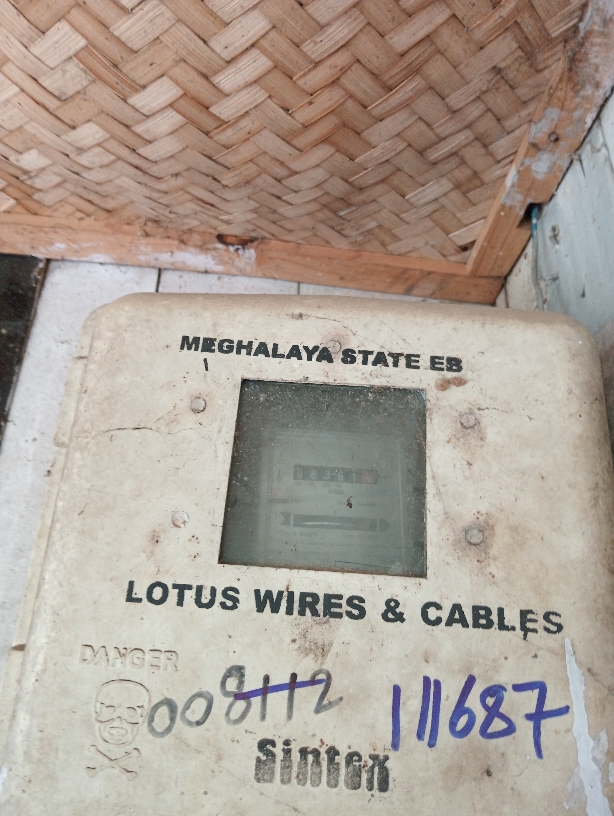 MEGHALAYA STATE EB
LOTUS WIRES & CABLES
DANGER
008112
111687
Sintex